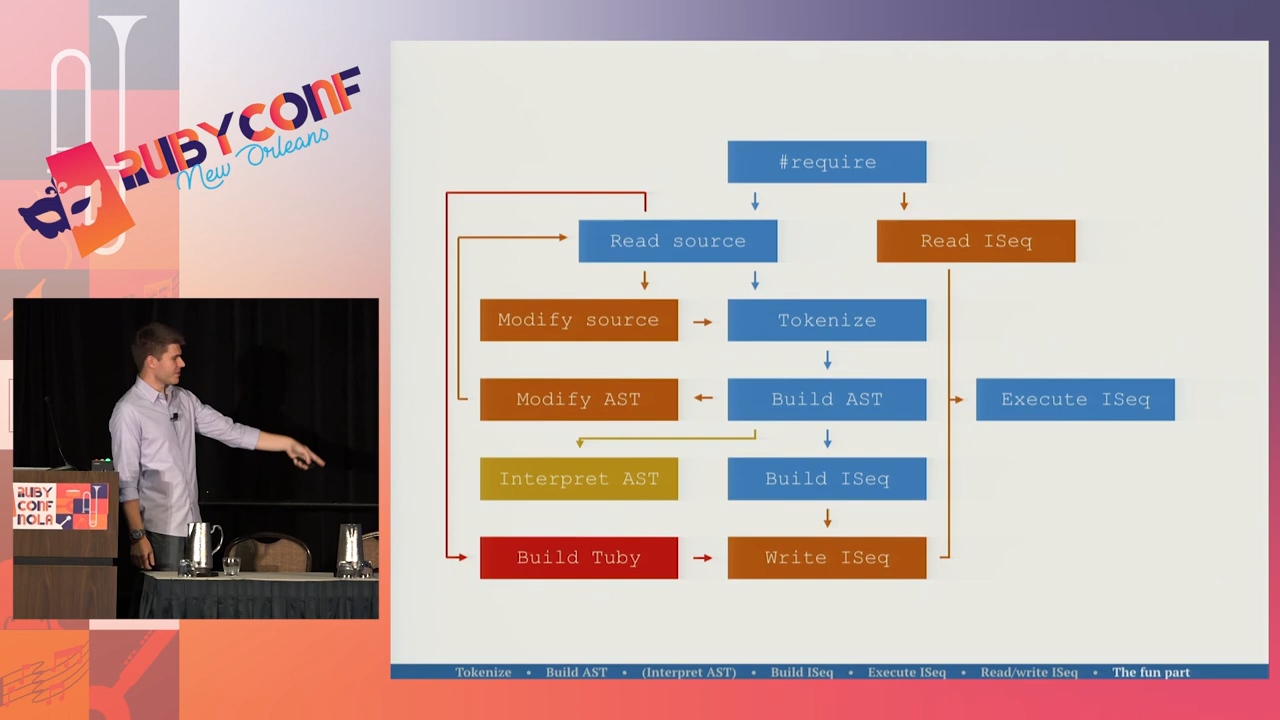 RUBYCONF
New Orleans
#require
Read source
Read ISeq
Modify source
Tokenize
Modify AST
Build AST
Execute ISeq
Interpret AST
Build ISeq
Build Tuby
Write ISeq
RUBY
CONF
NOLA
Tokenize • Build AST • (Interpret AST) • Build ISeq • Execute ISeq • Read/write ISeq • The fun part